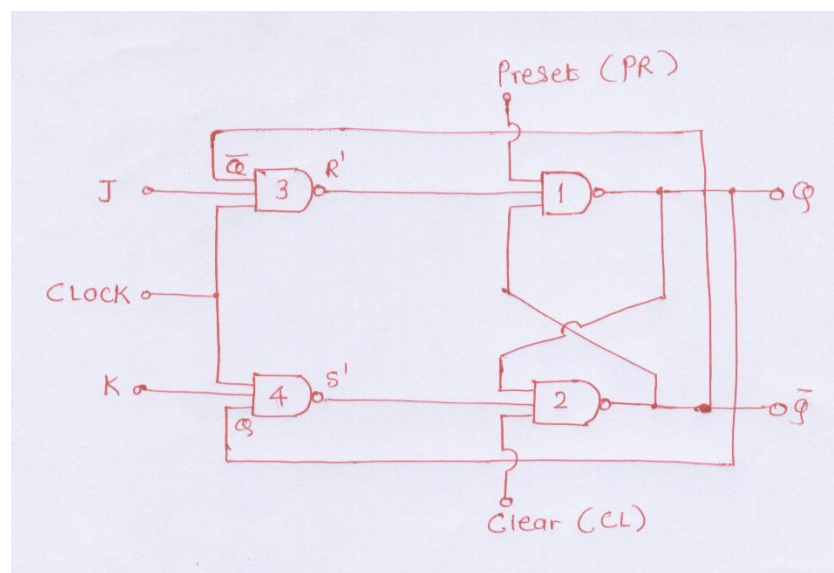 Preset (PR)
Q̅
R'
J
3
1
Q
CLOCK
K
4
S'
2
Q̅
Q
Clear (CL)